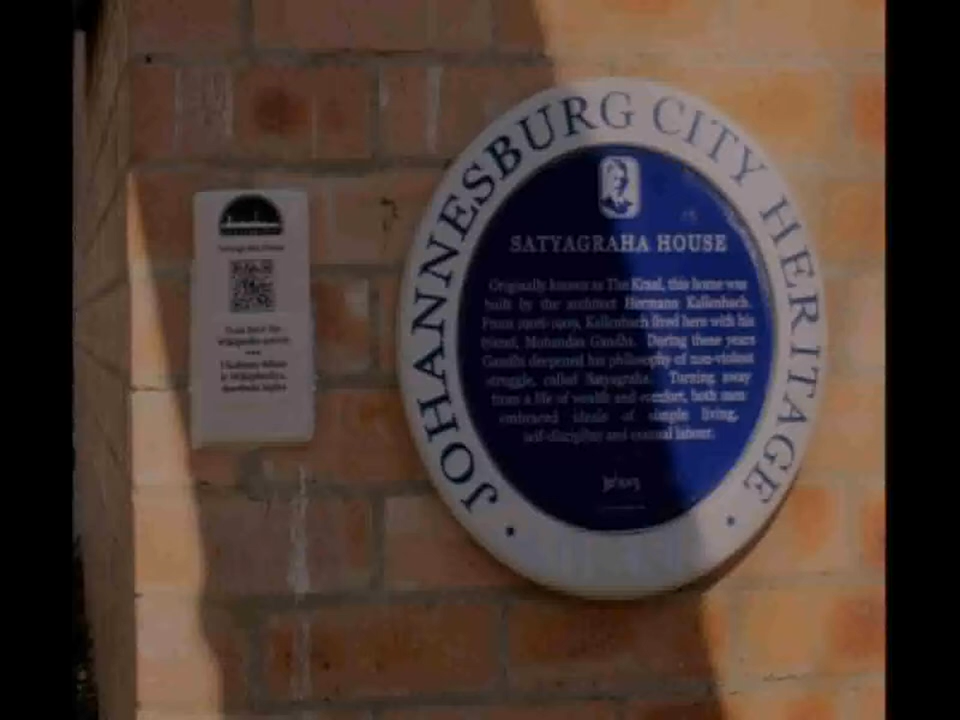 JOHANNESBURG CITY HERITAGE
SATYAGRAHA HOUSE
Originally known as The Kraal, this home was
built by the architect Hermann Kallenbach.
From 1908-1909, Kallenbach lived here with his
friend, Mohandas Gandhi. During these years
Gandhi deepened his philosophy of non-violent
struggle, called Satyagraha. Turning away
from a life of wealth and comfort, both men
embraced ideals of simple living,
self-discipline and manual labour.
Joburg